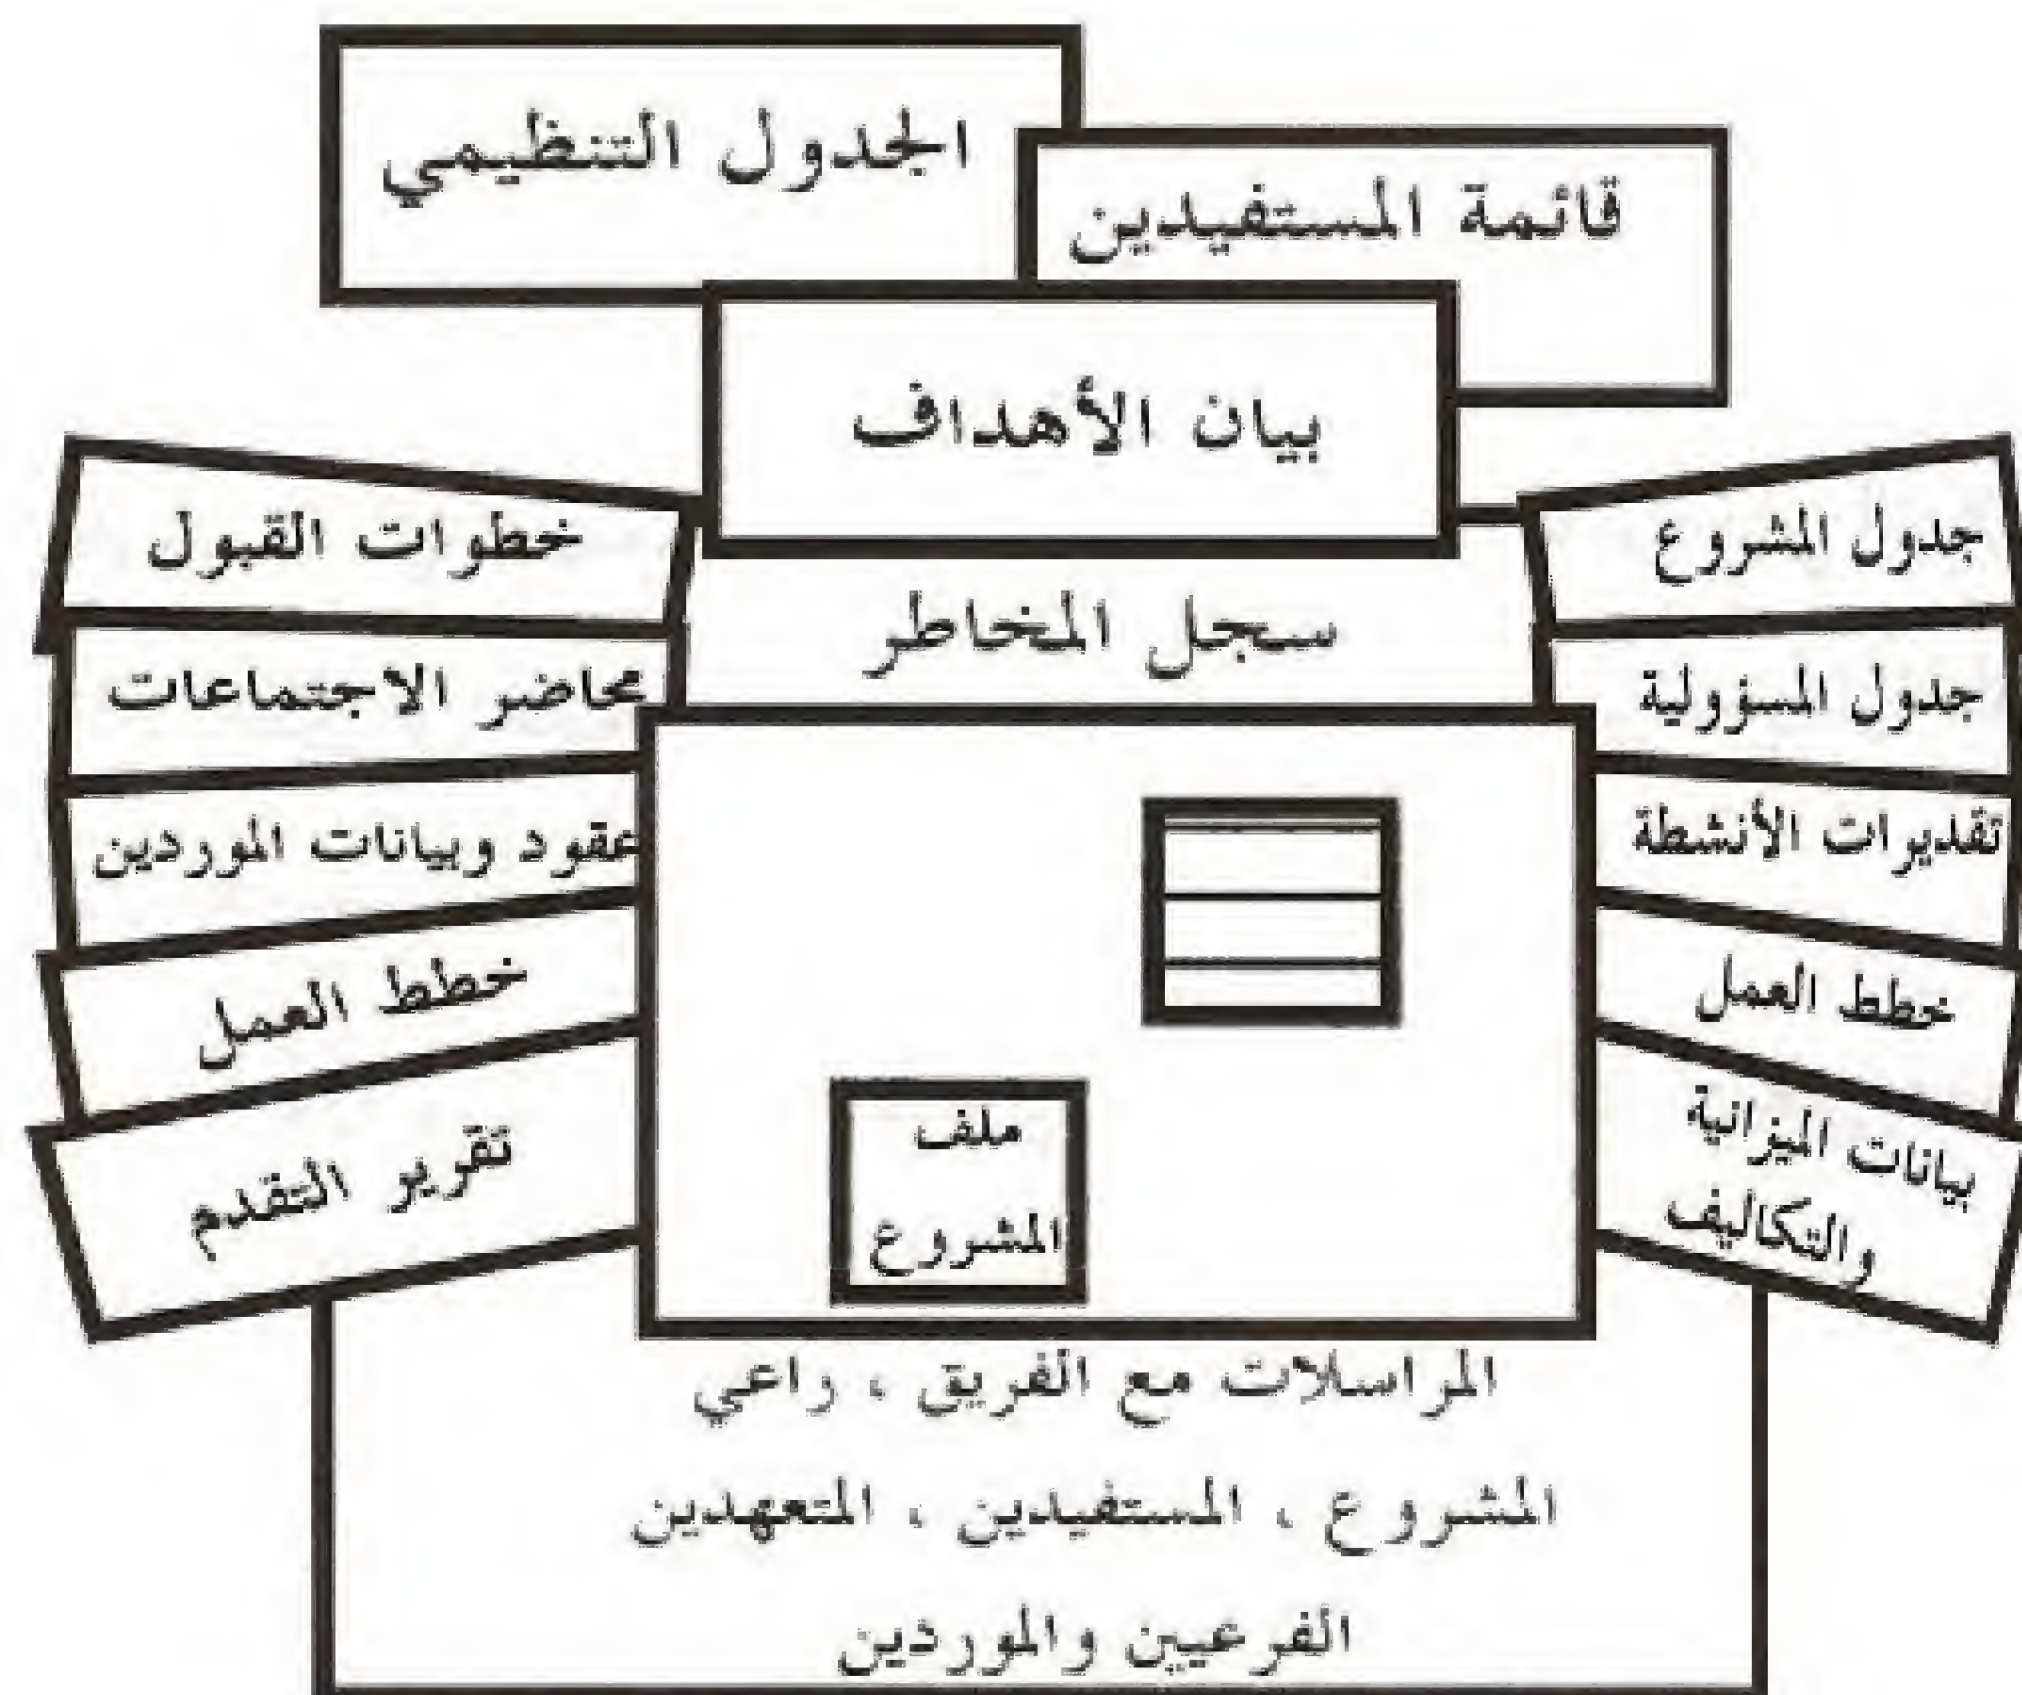 الجدول التنظيمي
قائمة المستفيدين
بيان الأهداف
سجل المخاطر
جدول المشروع
جدول المسؤولية
تقديرات الأنشطة
خطط العمل
بيانات الميزانية
والتكاليف
خطوات القبول
محاضر الاجتماعات
عقود وبيانات الموردين
خطط العمل
تقرير التقدم
ملف
المشروع
المراسلات مع الفريق ، راعي
المشروع ، المستفيدين ، المتعهدين
الفرعيين والموردين